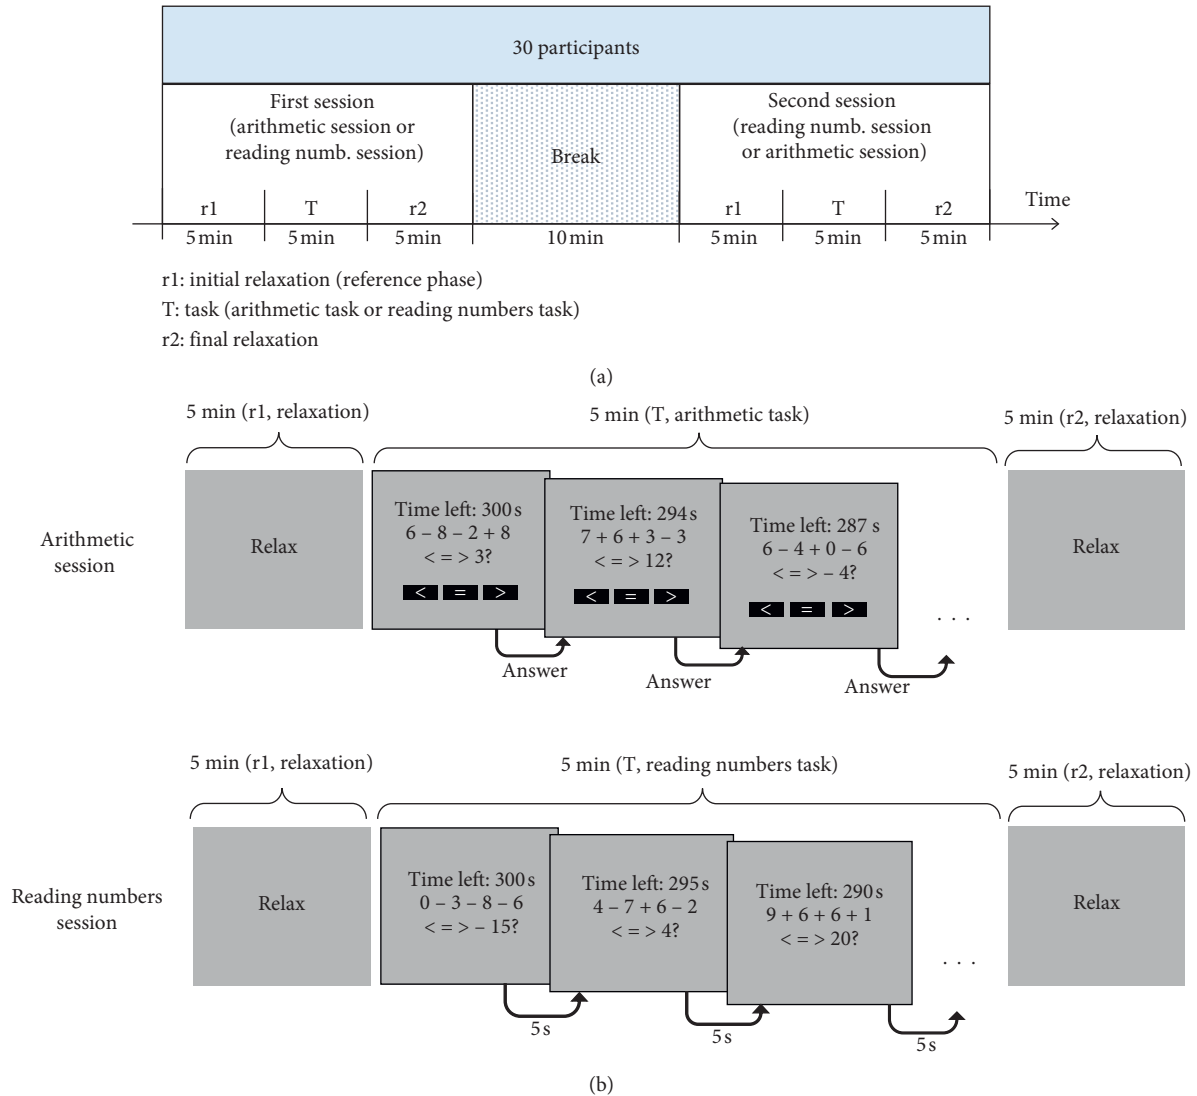 30 participants
First session
(arithmetic session or
reading numb. session)
Break
Second session
(reading numb. session
or arithmetic session)
r1
T
r2
r1
T
r2
Time
5 min
5 min
5 min
10 min
5 min
5 min
5 min
r1: initial relaxation (reference phase)
T: task (arithmetic task or reading numbers task)
r2: final relaxation
(a)
5 min (r1, relaxation)
5 min (T, arithmetic task)
5 min (r2, relaxation)
Arithmetic
session
Relax
Time left: 300 s
6 – 8 – 2 + 8
< = > 3?
< = >
Answer
Time left: 294 s
7 + 6 + 3 – 3
< = > 12?
< = >
Answer
Time left: 287 s
6 – 4 + 0 – 6
< = > – 4?
< = >
Answer
. . .
Relax
5 min (r1, relaxation)
5 min (T, reading numbers task)
5 min (r2, relaxation)
Reading numbers
session
Relax
Time left: 300 s
0 – 3 – 8 – 6
< = > – 15?
5 s
Time left: 295 s
4 – 7 + 6 – 2
< = > 4?
5 s
Time left: 290 s
9 + 6 + 6 + 1
< = > 20?
5 s
. . .
Relax
(b)